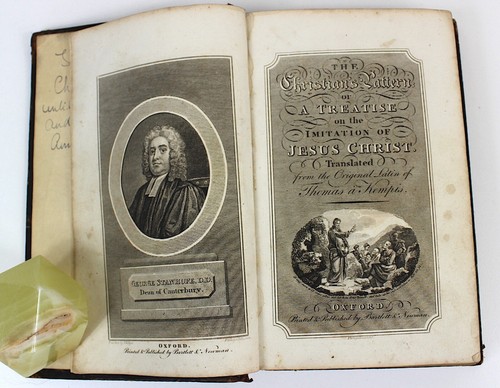 and
GEORGE STANHOPE, D.D.
Dean of Canterbury.
OXFORD.
Printed & Published by Bartlett & Newman.
THE
Christian's Pattern
or
A TREATISE
on the
IMITATION OF
JESUS CHRIST.
Translated
from the Original Latin of
Thomas à Kempis.
OXFORD.
Printed & Published by Bartlett & Newman